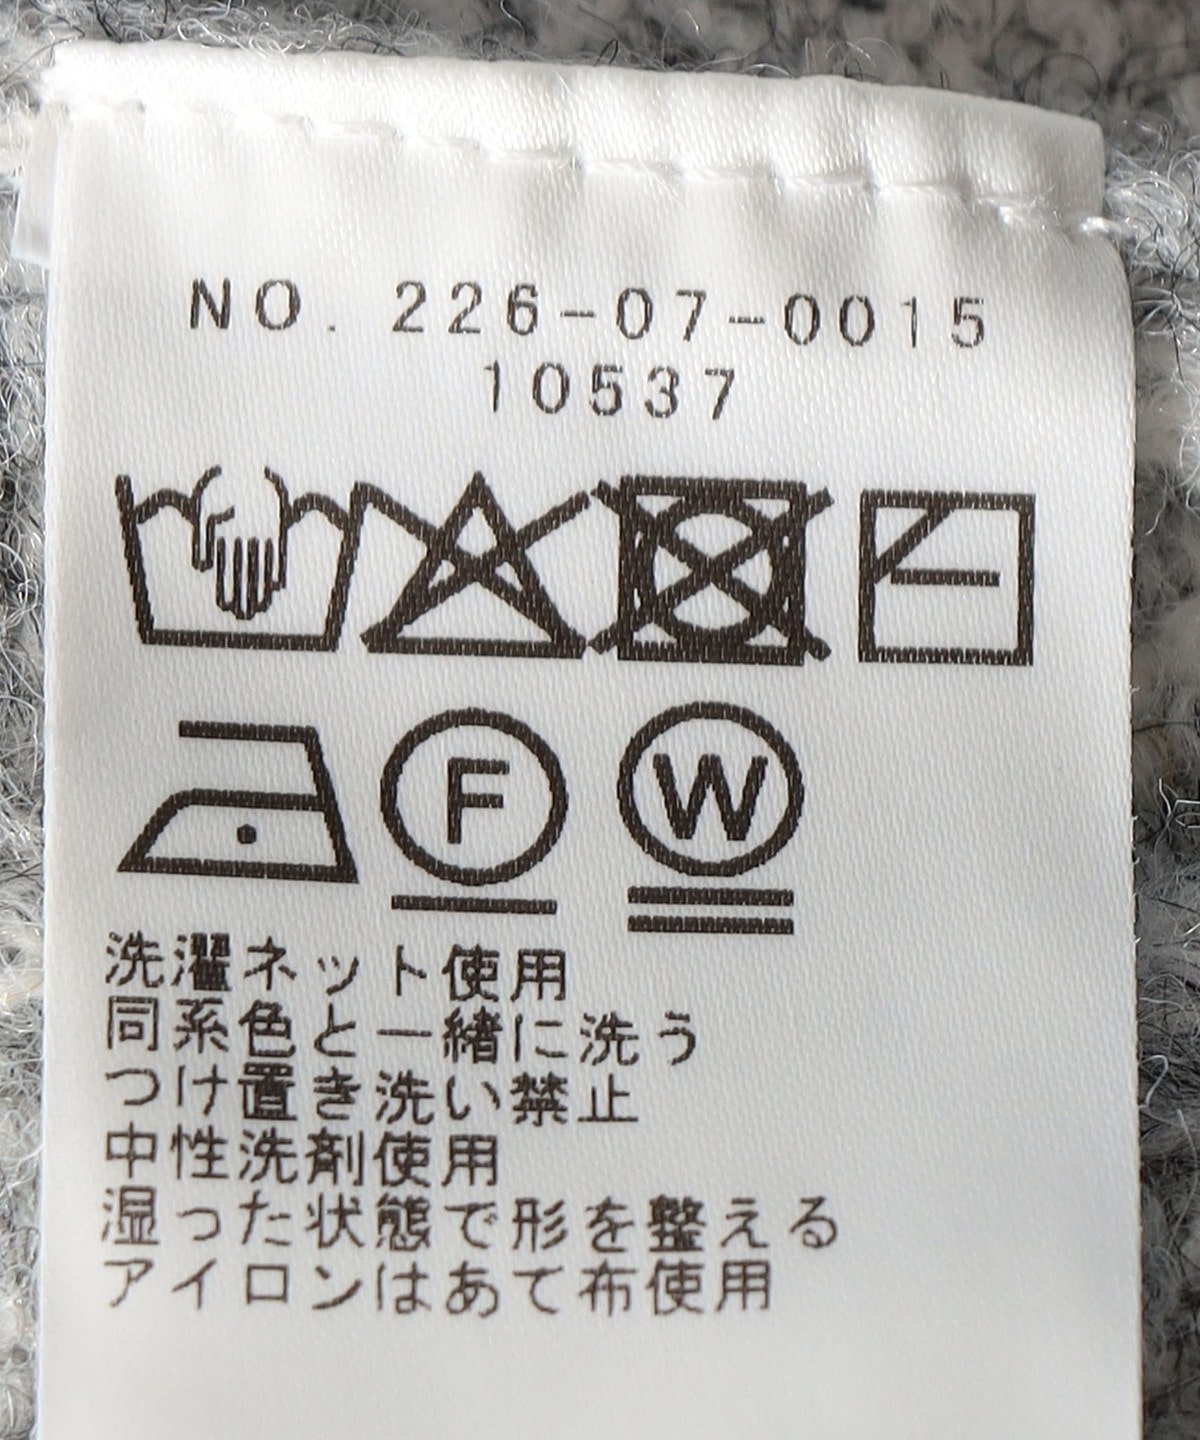 NO. 226-07-0015
10537
F W
洗濯ネット使用
同系色と一緒に洗う
つけ置き洗い禁止
中性洗剤使用
湿った状態で形を整える
アイロンはあて布使用